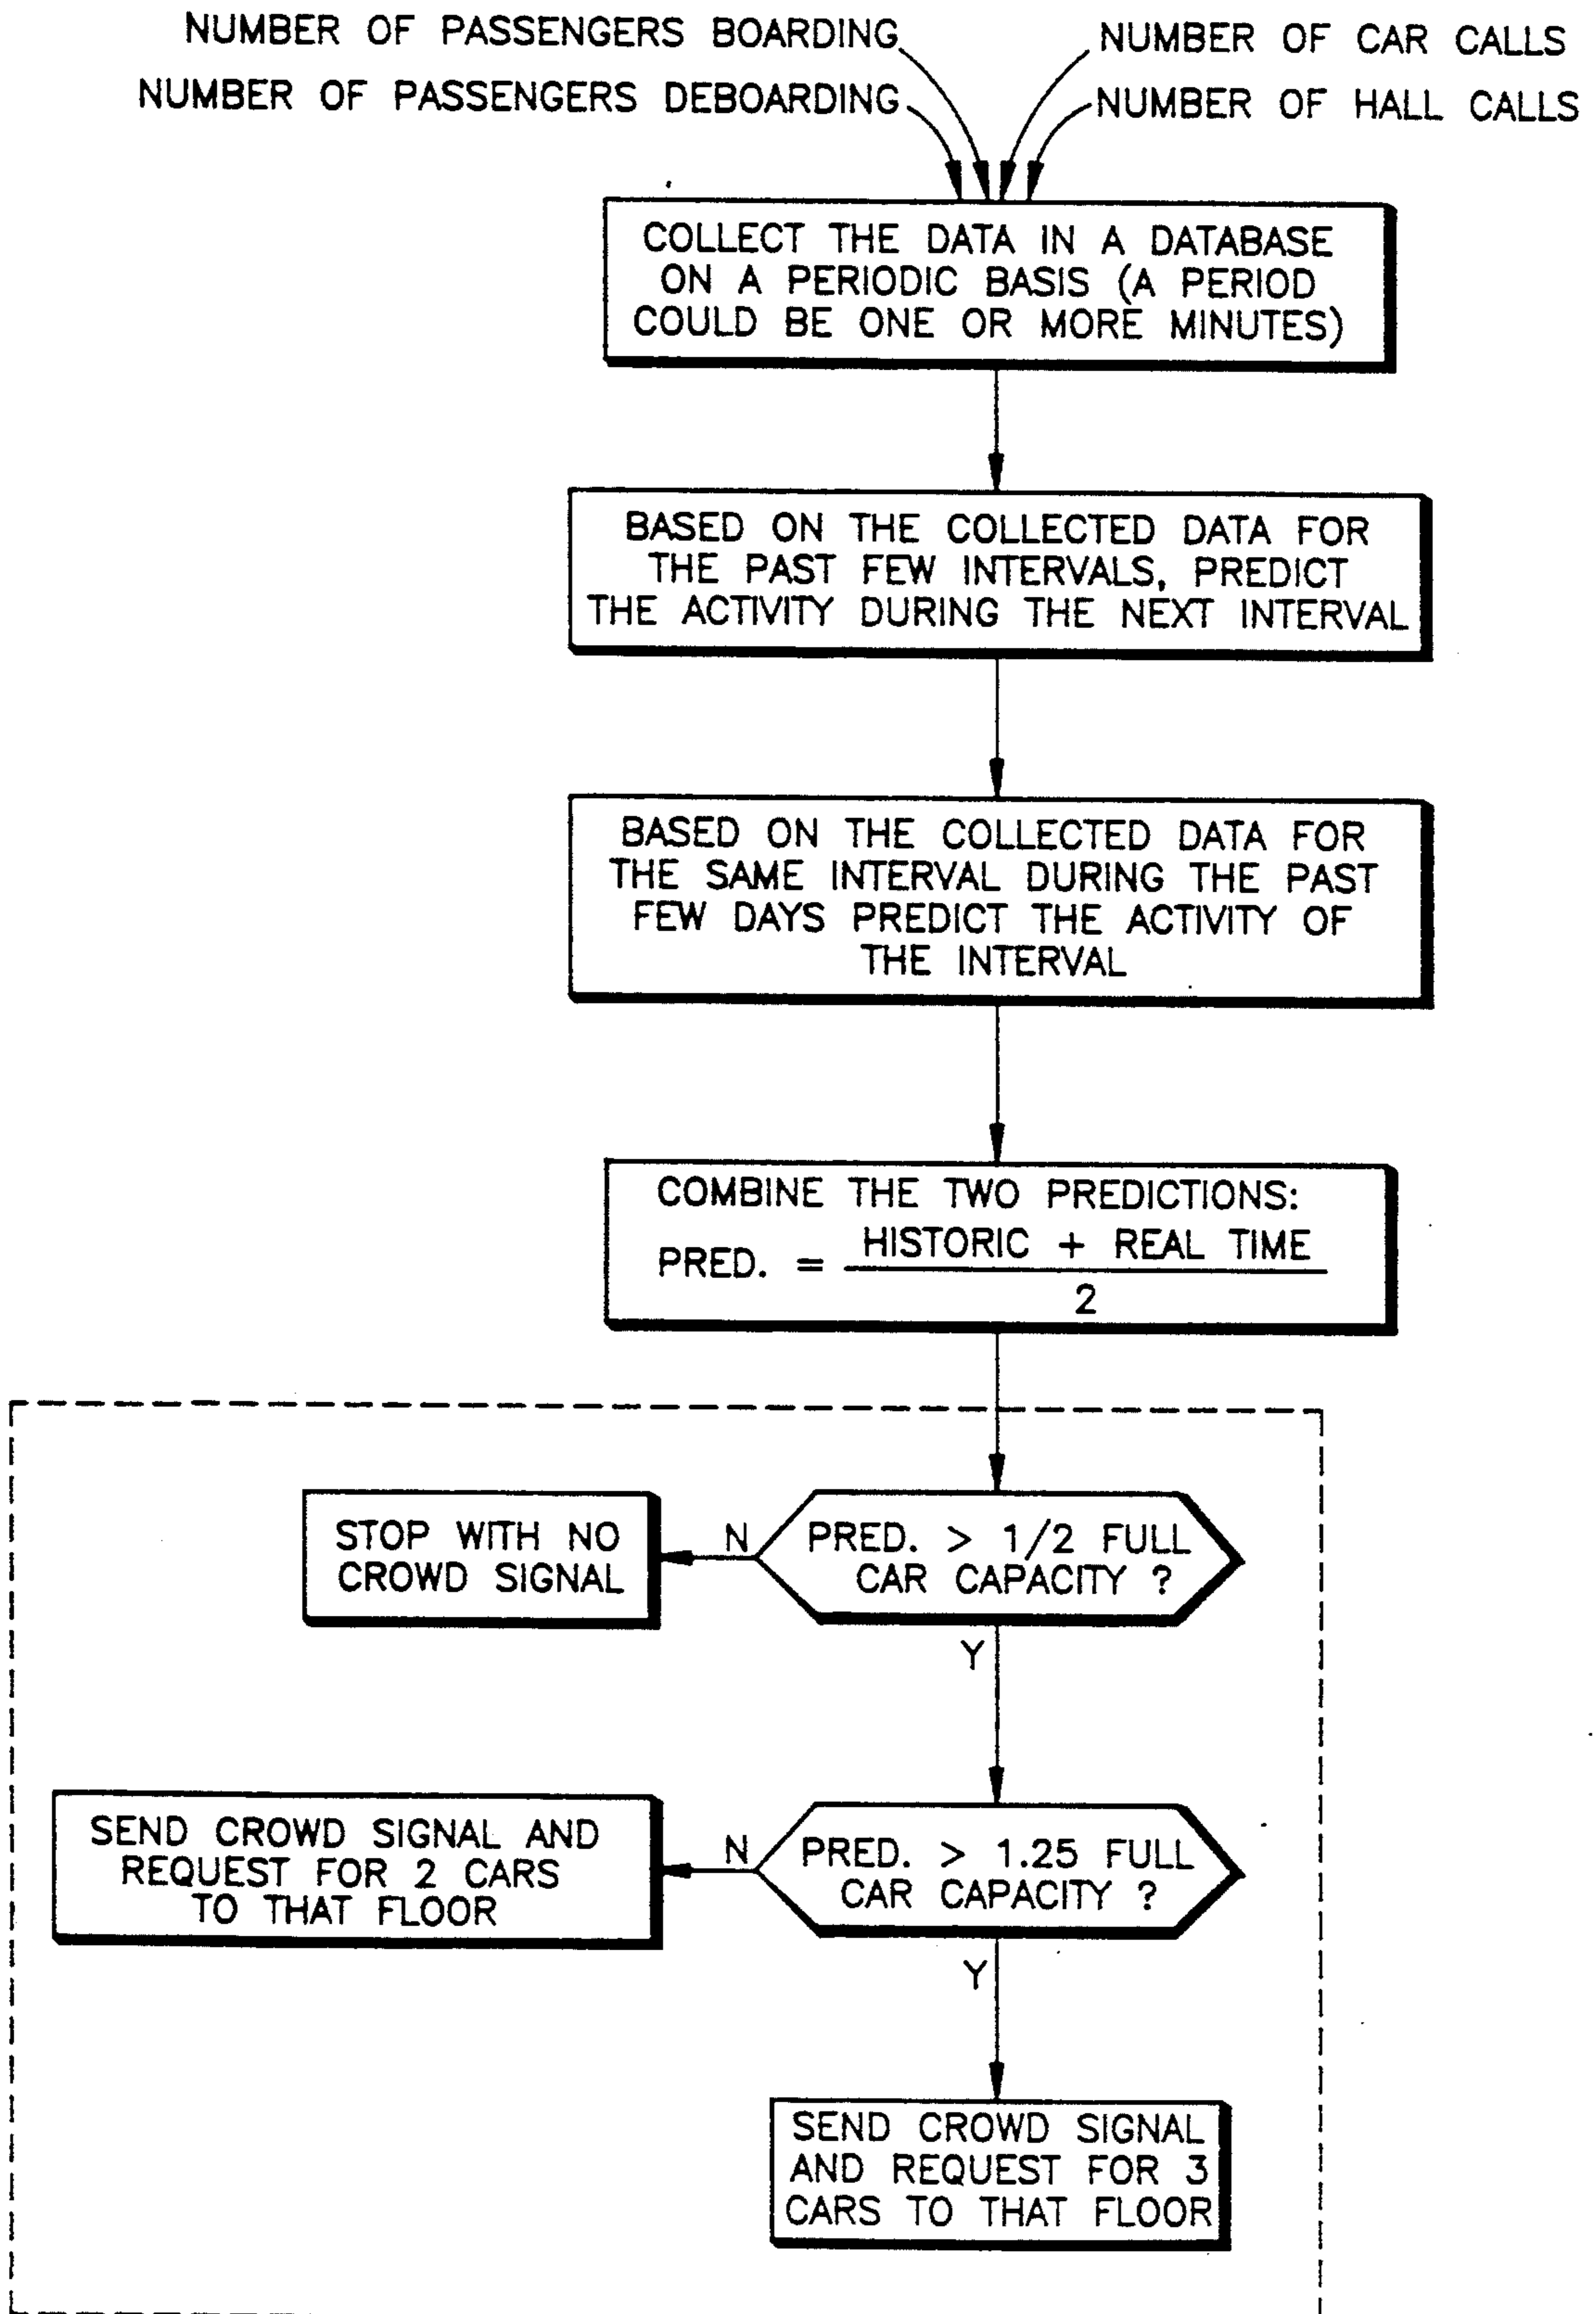 NUMBER OF PASSENGERS BOARDING
NUMBER OF CAR CALLS
NUMBER OF PASSENGERS DEBOARDING
NUMBER OF HALL CALLS
COLLECT THE DATA IN A DATABASE
ON A PERIODIC BASIS (A PERIOD
COULD BE ONE OR MORE MINUTES)
BASED ON THE COLLECTED DATA FOR
THE PAST FEW INTERVALS, PREDICT
THE ACTIVITY DURING THE NEXT INTERVAL
BASED ON THE COLLECTED DATA FOR
THE SAME INTERVAL DURING THE PAST
FEW DAYS PREDICT THE ACTIVITY OF
THE INTERVAL
COMBINE THE TWO PREDICTIONS:
PRED. = HISTORIC + REAL TIME
2
STOP WITH NO
CROWD SIGNAL
N
PRED. > 1/2 FULL
CAR CAPACITY ?
Y
SEND CROWD SIGNAL AND
REQUEST FOR 2 CARS
TO THAT FLOOR
N
PRED. > 1.25 FULL
CAR CAPACITY ?
Y
SEND CROWD SIGNAL
AND REQUEST FOR 3
CARS TO THAT FLOOR